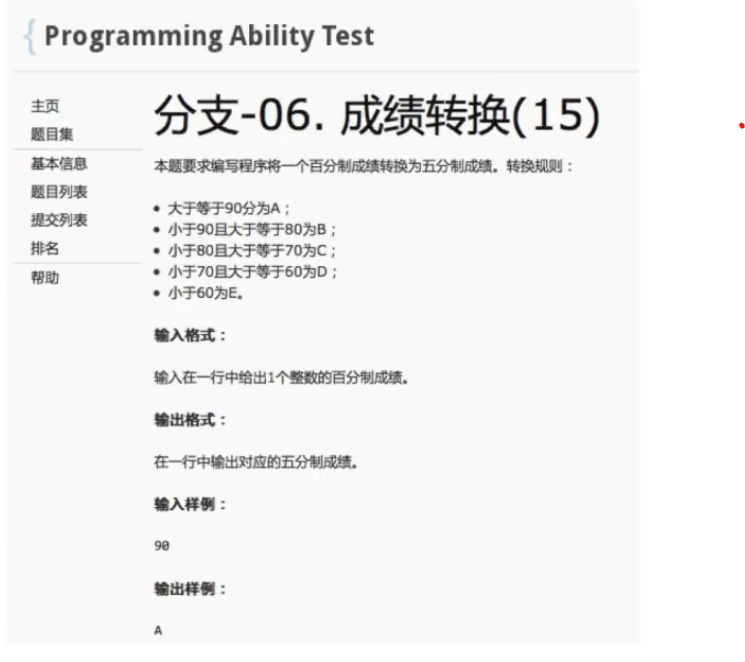 { Programming Ability Test
主页
题目集
基本信息
题目列表
提交列表
排名
帮助
分支-06. 成绩转换(15)
本题要求编写程序将一个百分制成绩转换为五分制成绩。转换规则：
• 大于等于90分为A；
• 小于90且大于等于80为B；
• 小于80且大于等于70为C；
• 小于70且大于等于60为D；
• 小于60为E。
输入格式：
输入在一行中给出1个整数的百分制成绩。
输出格式：
在一行中输出对应的五分制成绩。
输入样例：
90
输出样例：
A